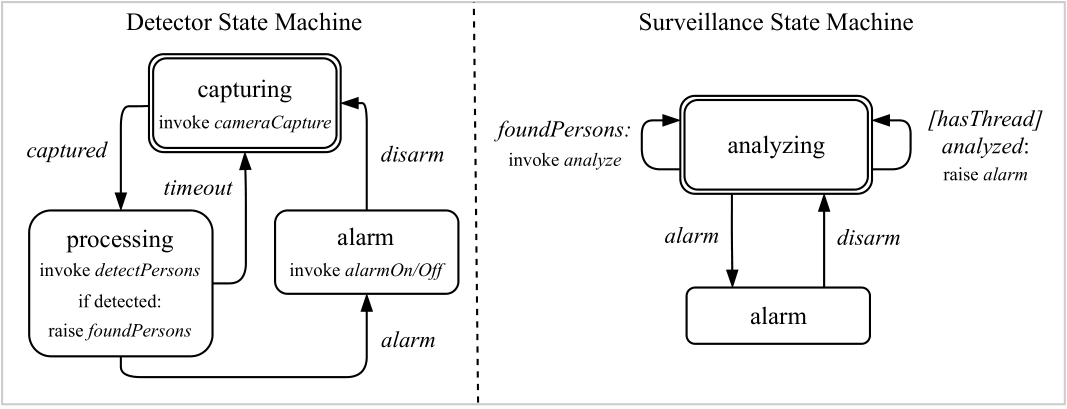 Detector State Machine
capturing
invoke cameraCapture
captured
timeout
disarm
processing
invoke detectPersons
if detected:
raise foundPersons
alarm
invoke alarmOn/Off
alarm
Surveillance State Machine
foundPersons:
invoke analyze
analyzing
[hasThread]
analyzed:
raise alarm
alarm
disarm
alarm